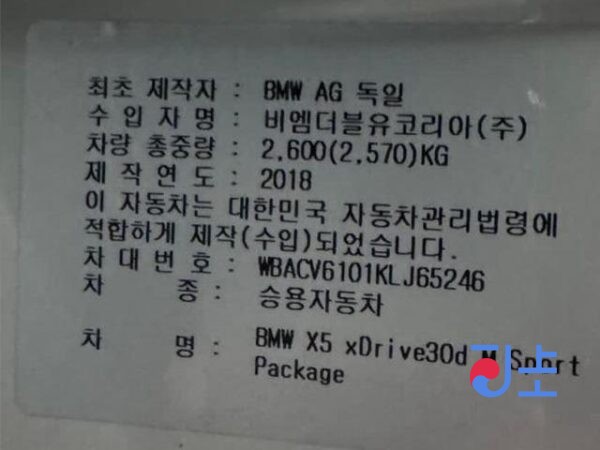 최초 제작자 : BMW AG 독일
수 입 자 명 : 비엠더블유코리아(주)
차량 총중량 : 2,600(2,570)KG
제 작 연 도 : 2018
이 자동차는 대한민국 자동차관리법령에
적합하게 제작(수입)되었습니다.
차 대 번 호 : WBACV6101KLJ65246
차 종 : 승용자동차
차 명 : BMW X5 xDrive30d M Sport
Package